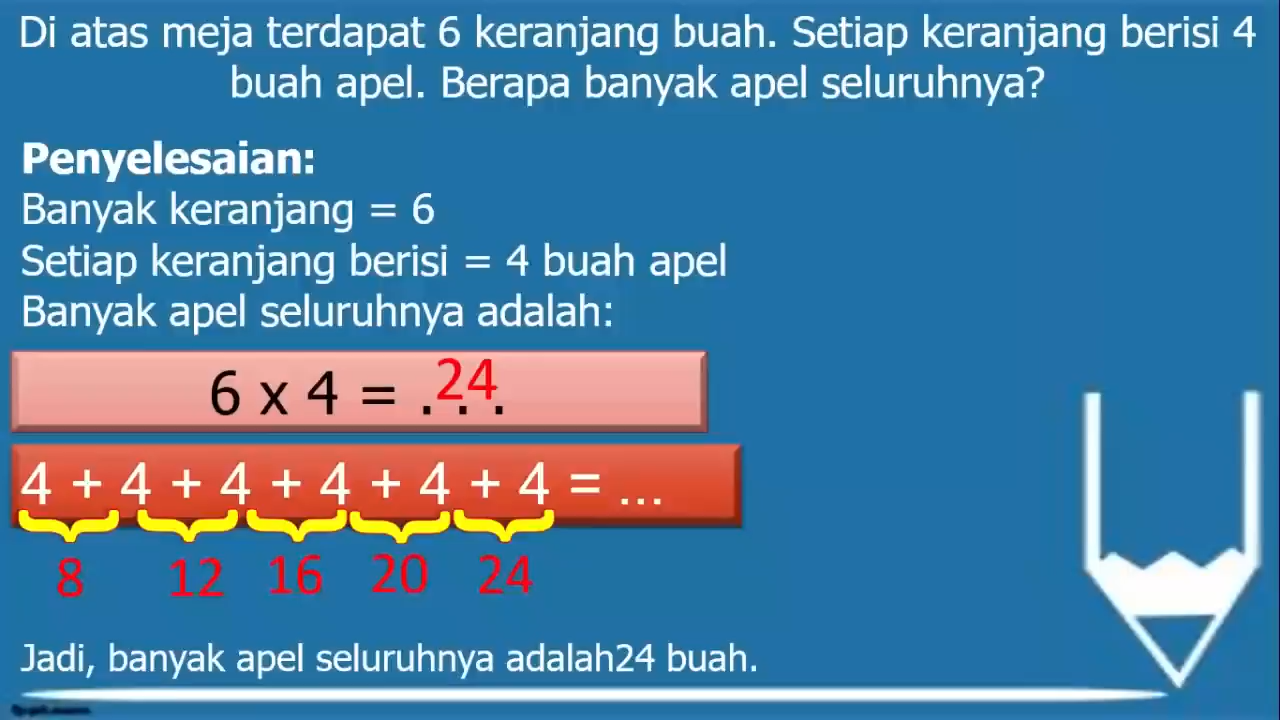 Di atas meja terdapat 6 keranjang buah. Setiap keranjang berisi 4
buah apel. Berapa banyak apel seluruhnya?
Penyelesaian:
Banyak keranjang = 6
Setiap keranjang berisi = 4 buah apel
Banyak apel seluruhnya adalah:
6 x 4 = . . . 24
4 + 4 + 4 + 4 + 4 + 4 = ...
8 12 16 20 24
Jadi, banyak apel seluruhnya adalah24 buah.